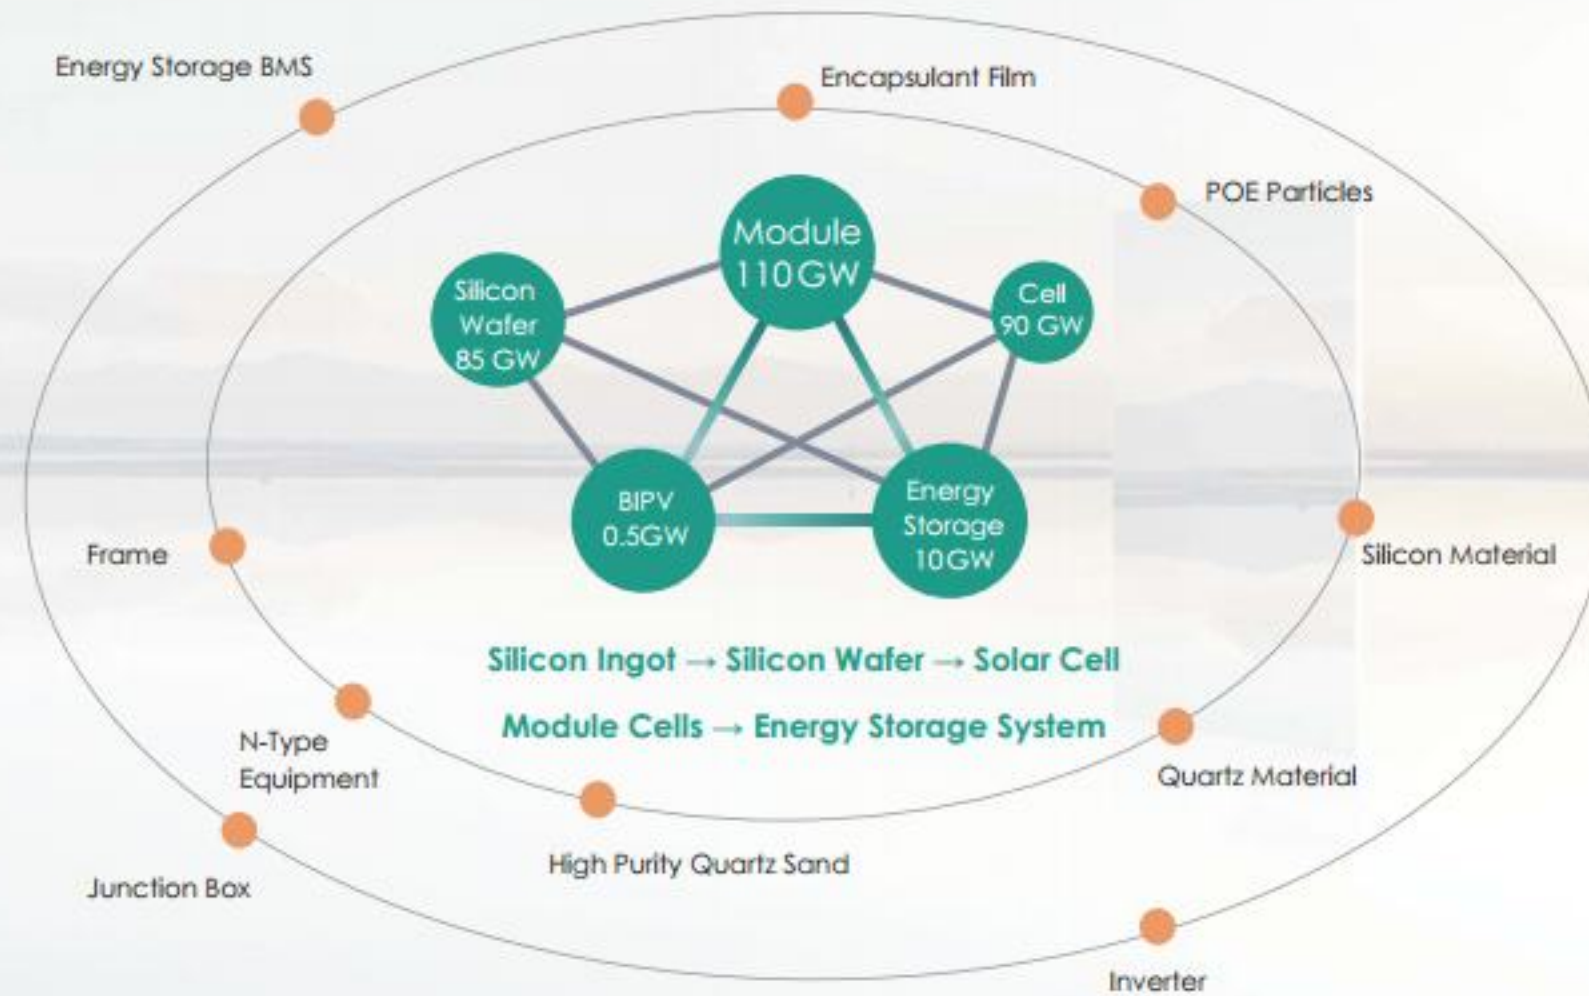 Energy Storage BMS
Encapsulant Film
POE Particles
Module
110GW
Silicon
Wafer
85 GW
Cell
90 GW
BIPV
0.5GW
Energy
Storage
10GW
Frame
Silicon Material
Silicon Ingot → Silicon Wafer → Solar Cell
Module Cells → Energy Storage System
N-Type
Equipment
Quartz Material
High Purity Quartz Sand
Junction Box
Inverter